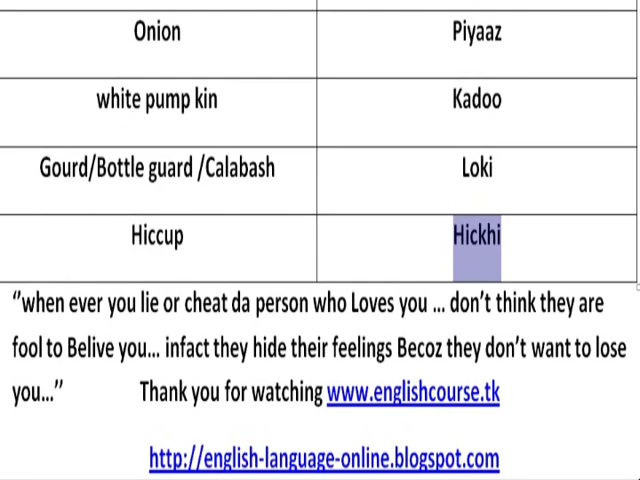 Onion Piyaaz
white pump kin Kadoo
Gourd/Bottle guard /Calabash Loki
Hiccup Hickhi
“when ever you lie or cheat da person who Loves you ... don’t think they are
fool to Belive you... infact they hide their feelings Becoz they don’t want to lose
you...” Thank you for watching www.englishcourse.tk
http://english-language-online.blogspot.com